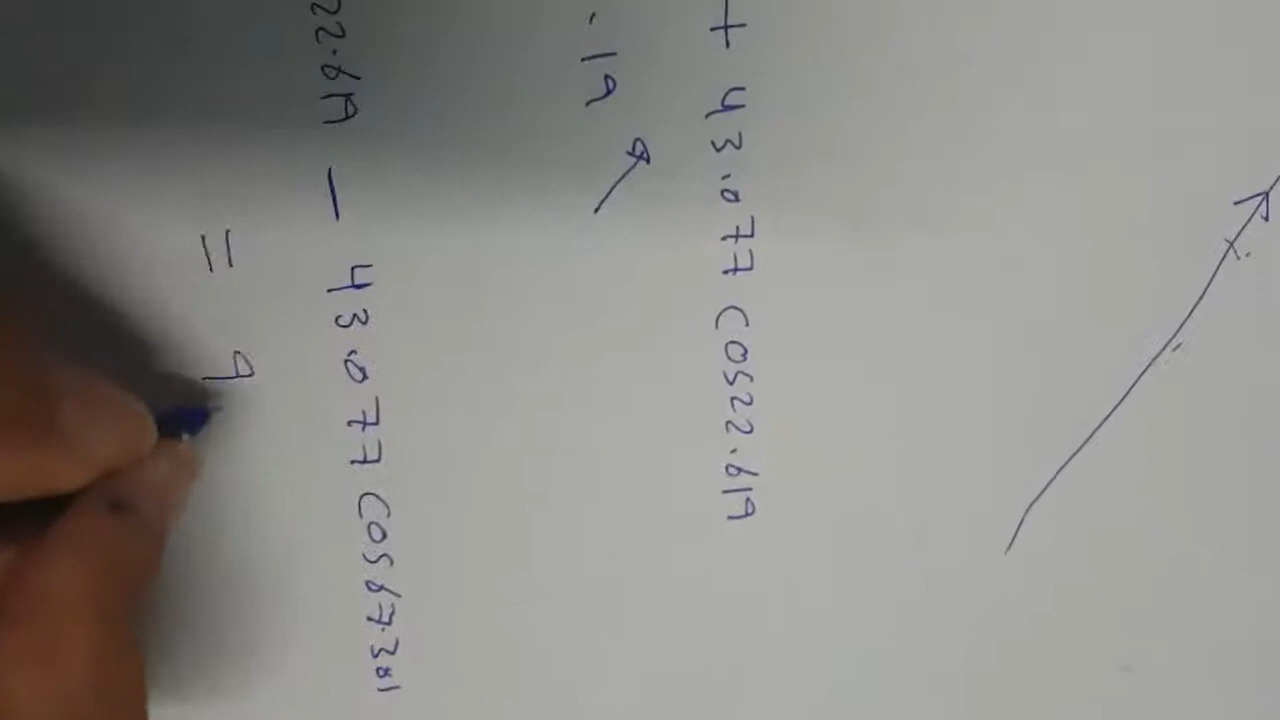 + 43.077 Cos22.619
.19
22.619 — 43.077 Cos67.381
= 9